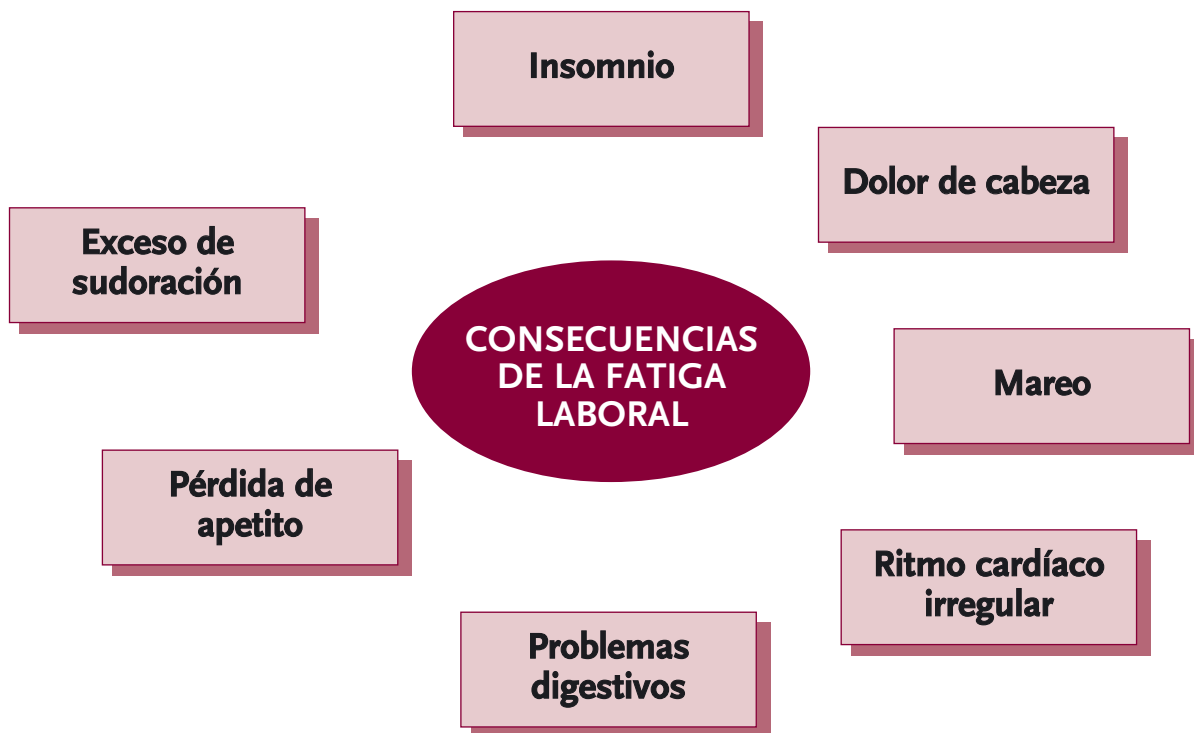 Insomnio
Dolor de cabeza
Exceso de
sudoración
CONSECUENCIAS
DE LA FATIGA
LABORAL
Mareo
Pérdida de
apetito
Ritmo cardíaco
irregular
Problemas
digestivos